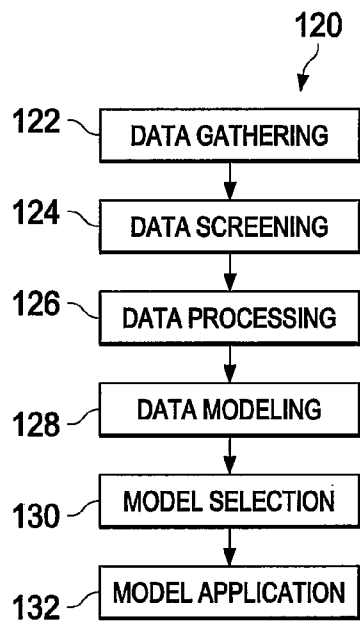 120
122 DATA GATHERING
124 DATA SCREENING
126 DATA PROCESSING
128 DATA MODELING
130 MODEL SELECTION
132 MODEL APPLICATION